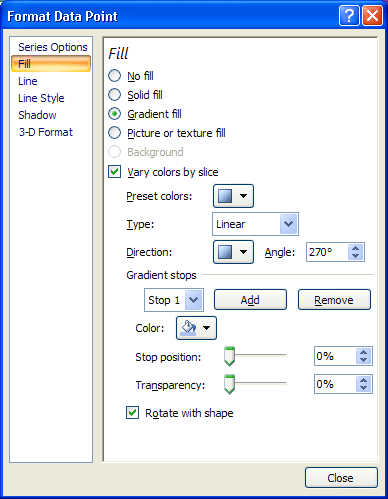 Format Data Point
Series Options
Fill
Line
Line Style
Shadow
3-D Format
Fill
No fill
Solid fill
Gradient fill
Picture or texture fill
Background
Vary colors by slice
Preset colors:
Type: Linear
Direction: Angle: 270°
Gradient stops
Stop 1 Add Remove
Color:
Stop position: 0%
Transparency: 0%
Rotate with shape
Close